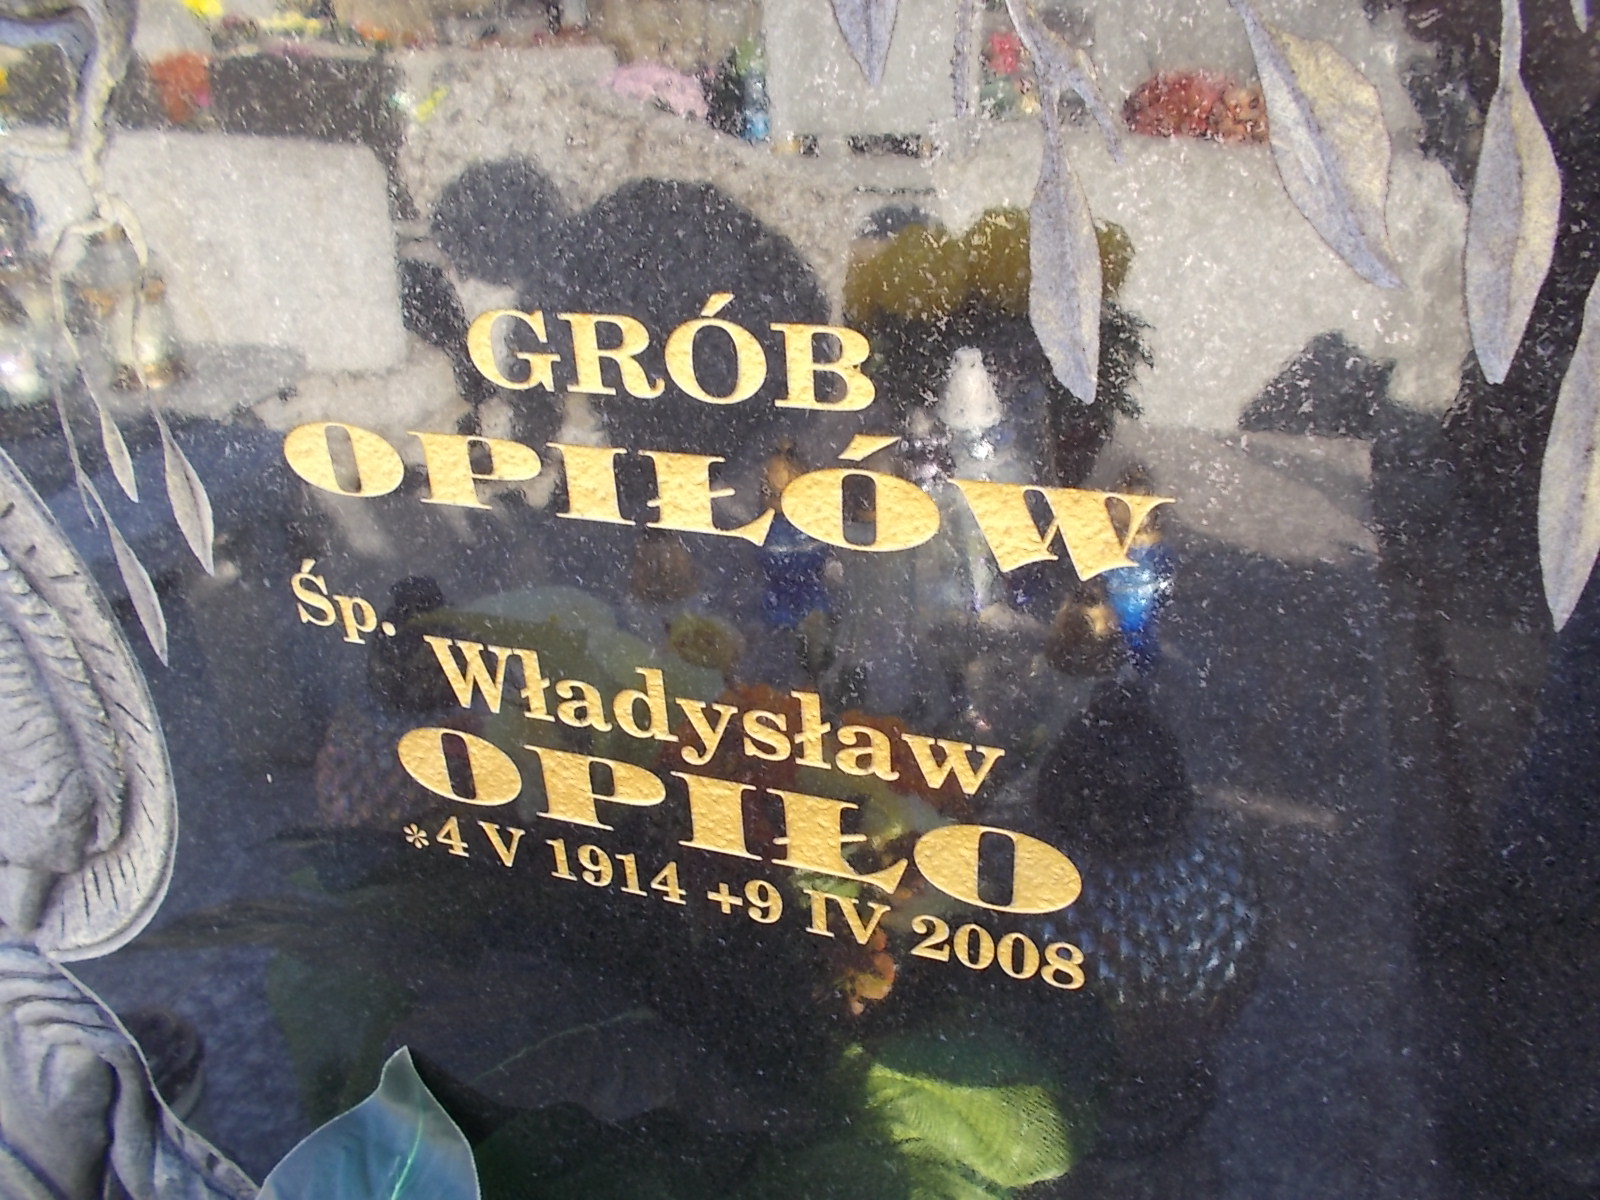 GRÓB
OPIŁÓW
Śp. Władysław
OPIŁO
*4 V 1914 +9 IV 2008